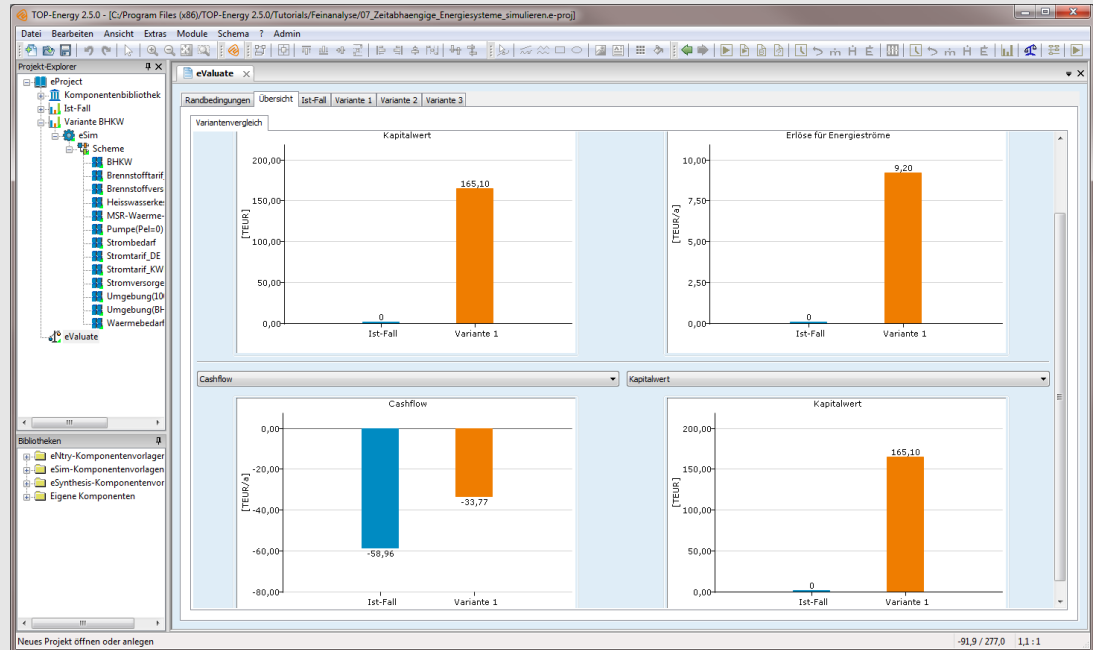 TOP-Energy 2.5.0 - [C:/Program Files (x86)/TOP-Energy 2.5.0/Tutorials/Feinanalyse/07_Zeitabhaengige_Energiesysteme_simulieren.e-proj]
Datei Bearbeiten Ansicht Extras Module Schema ? Admin
Projekt-Explorer
eProject
Komponentenbibliothek
Ist-Fall
Variante BHKW
eSim
Scheme
BHKW
Brennstofftarif_
Brennstoffvers
Heisswasserke
MSR-Waerme-
Pumpe(Pel=0)
Strombedarf
Stromtarif_DE
Stromtarif_KW
Stromversorge
Umgebung(10
Umgebung(BH
Waermebedarf
eValuate
Bibliotheken
eNtry-Komponentenvorlager
eSim-Komponentenvorlagen
eSynthesis-Komponentenvor
Eigene Komponenten
eValuate
Randbedingungen Übersicht Ist-Fall Variante 1 Variante 2 Variante 3
Variantenvergleich
Kapitalwert
[TEUR]
200,00
150,00
100,00
50,00
0,00
165,10
0
Ist-Fall Variante 1
Erlöse für Energieströme
[TEUR/a]
10,00
7,50
5,00
2,50
0,00
9,20
0
Ist-Fall Variante 1
Cashflow
Kapitalwert
Cashflow
[TEUR/a]
0,00
-20,00
-40,00
-60,00
-80,00
-58,96
-33,77
Ist-Fall Variante 1
Kapitalwert
[TEUR]
200,00
150,00
100,00
50,00
0,00
165,10
0
Ist-Fall Variante 1
Neues Projekt öffnen oder anlegen
-91,9 / 277,0 1,1 : 1